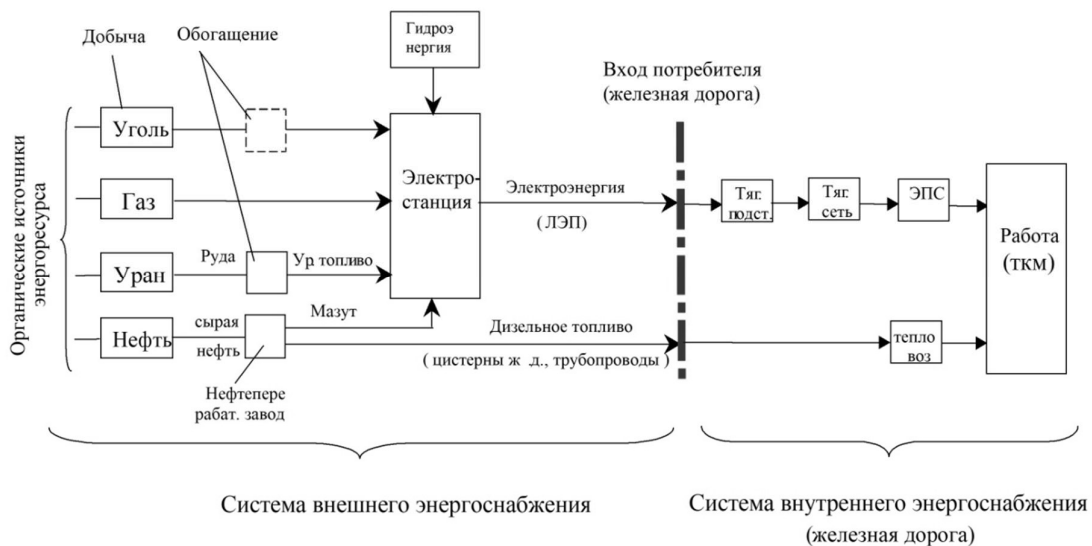 Добыча
Обогащение
Гидроэ
нергия
Вход потребителя
(железная дорога)
Органические источники
энергоресурса
Уголь
Газ
Уран
Нефть
Руда
Ур. топливо
сырая
нефть
Мазут
Нефтепере
рабат. завод
Электро-
станция
Электроэнергия
(ЛЭП)
Дизельное топливо
( цистерны ж .д., трубопроводы )
Тяг.
подст.
Тяг.
сеть
ЭПС
тепло
воз
Работа
(ткм)
Система внешнего энергоснабжения
Система внутреннего энергоснабжения
(железная дорога)